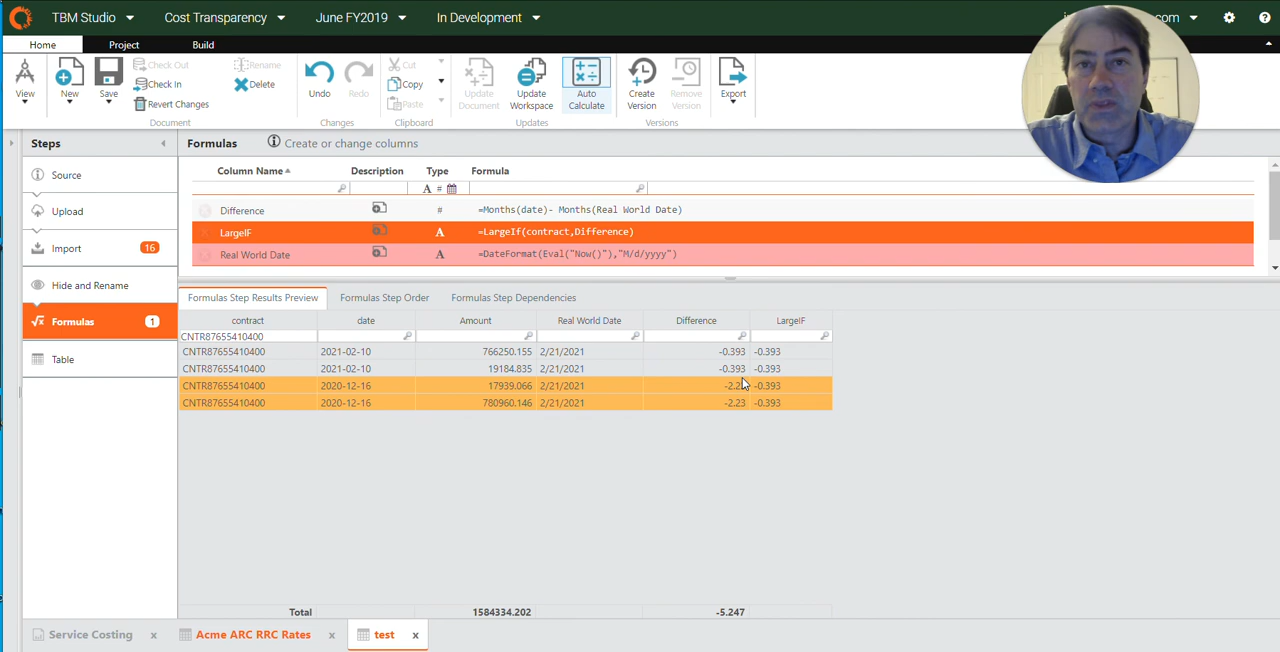 TBM Studio Cost Transparency June FY2019 In Development com
Home Project Build
View New Save Check Out Check In Revert Changes Rename Delete Undo Redo Cut Copy Paste Update Document Update Workspace Auto Calculate Create Version Remove Version Export
Document Changes Clipboard Updates Versions
Steps Formulas Create or change columns
Source
Upload
Import 16
Hide and Rename
Formulas 1
Table
Column Name Description Type Formula
A #
Difference # =Months(date)- Months(Real World Date)
LargeIF A =LargeIf(contract,Difference)
Real World Date A =DateFormat(Eval("Now()"),"M/d/yyyy")
Formulas Step Results Preview Formulas Step Order Formulas Step Dependencies
contract date Amount Real World Date Difference LargeIF
CNTR87655410400
CNTR87655410400 2021-02-10 766250.155 2/21/2021 -0.393 -0.393
CNTR87655410400 2021-02-10 19184.835 2/21/2021 -0.393 -0.393
CNTR87655410400 2020-12-16 17939.066 2/21/2021 -0.393
CNTR87655410400 2020-12-16 780960.146 2/21/2021 -2.23 -0.393
Total 1584334.202 -5.247
Service Costing x Acme ARC RRC Rates x test x